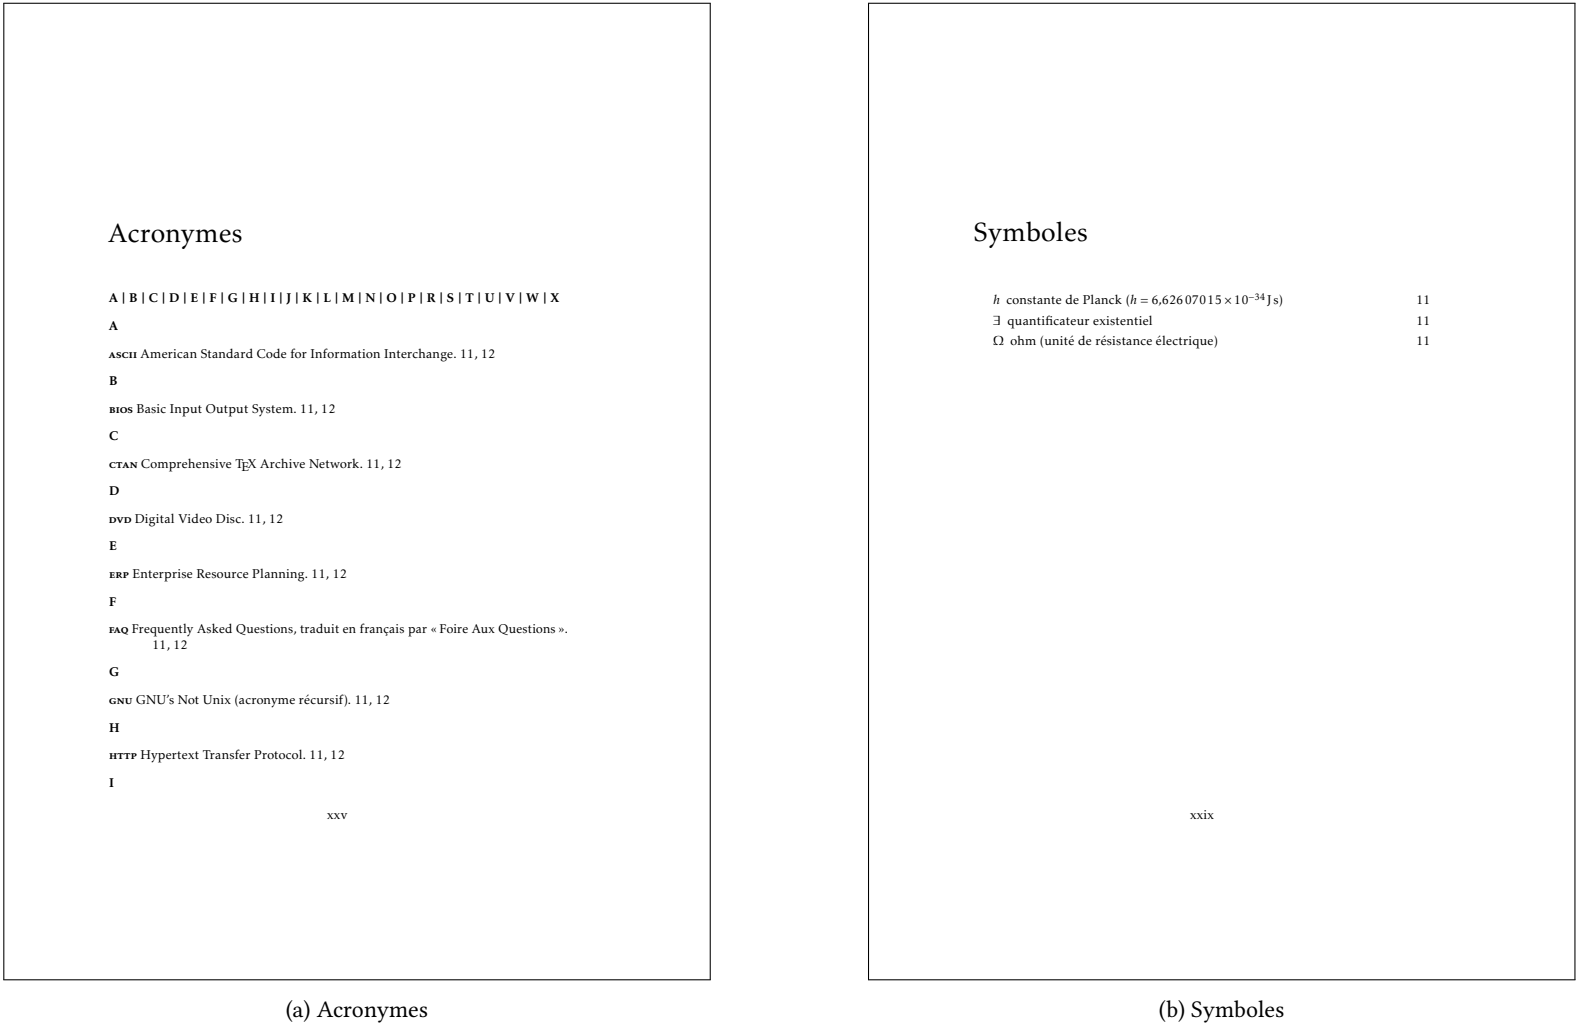 Acronymes
A | B | C | D | E | F | G | H | I | J | K | L | M | N | O | P | R | S | T | U | V | W | X
A
ASCII American Standard Code for Information Interchange. 11, 12
B
BIOS Basic Input Output System. 11, 12
C
CTAN Comprehensive TEX Archive Network. 11, 12
D
DVD Digital Video Disc. 11, 12
E
ERP Enterprise Resource Planning. 11, 12
F
FAQ Frequently Asked Questions, traduit en français par « Foire Aux Questions ».
11, 12
G
GNU GNU's Not Unix (acronyme récursif). 11, 12
H
HTTP Hypertext Transfer Protocol. 11, 12
I
xxv
(a) Acronymes
Symboles
h constante de Planck (h = 6,62607015 × 10⁻³⁴ J s) 11
∃ quantificateur existentiel 11
Ω ohm (unité de résistance électrique) 11
xxix
(b) Symboles